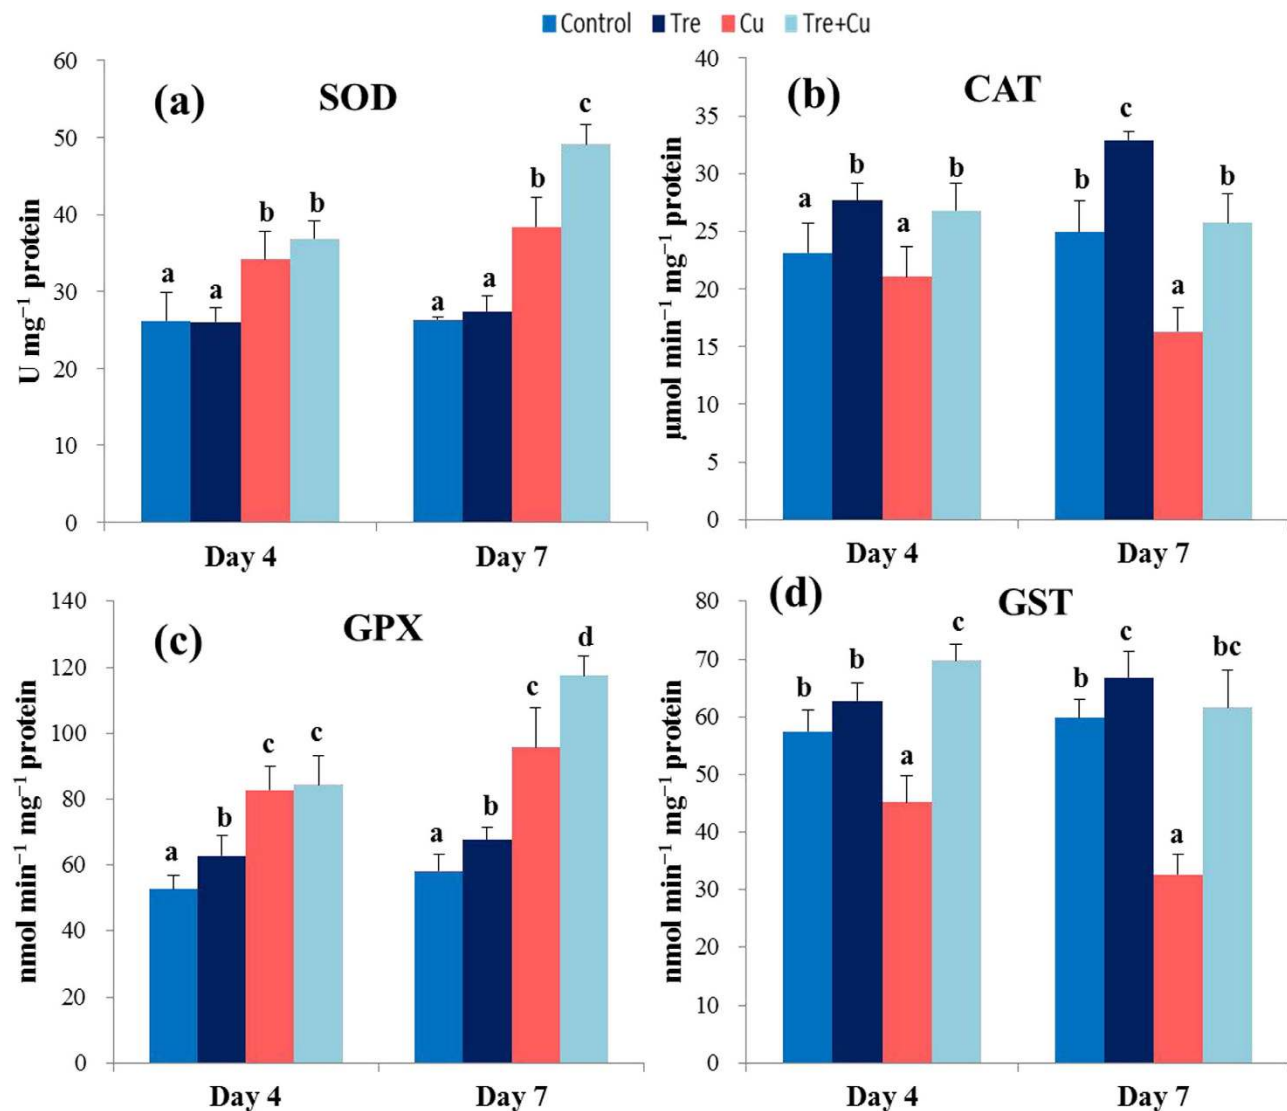 Control Tre Cu Tre+Cu
(a) SOD
U mg⁻¹ protein
60
50
40
30
20
10
0
a a b b
a a b c
Day 4 Day 7
(b) CAT
µmol min⁻¹ mg⁻¹ protein
40
35
30
25
20
15
10
5
0
a b a b
b c a b
Day 4 Day 7
(c) GPX
nmol min⁻¹ mg⁻¹ protein
140
120
100
80
60
40
20
0
a b c c
a b c d
Day 4 Day 7
(d) GST
nmol min⁻¹ mg⁻¹ protein
80
70
60
50
40
30
20
10
0
b b a c
b c a bc
Day 4 Day 7